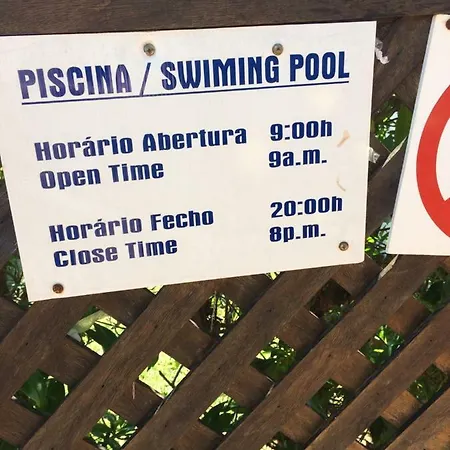 PISCINA / SWIMING POOL
Horário Abertura 9:00h
Open Time 9a.m.
Horário Fecho 20:00h
Close Time 8p.m.